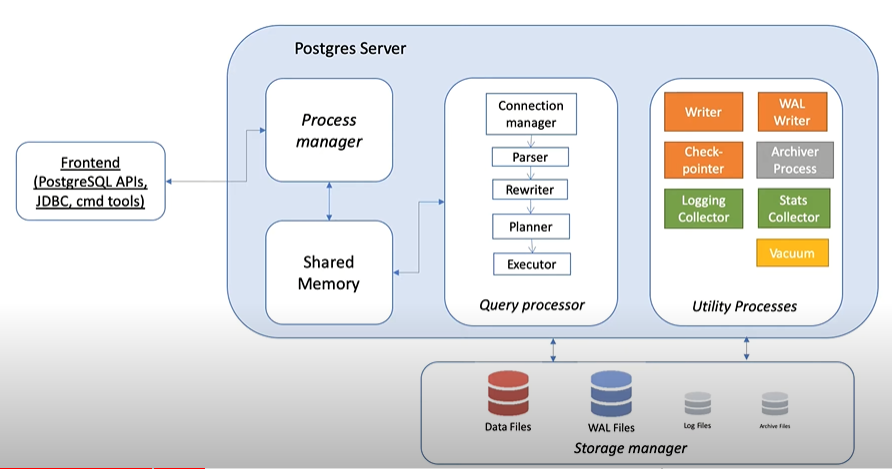 Postgres Server
Frontend
(PostgreSQL APIs,
JDBC, cmd tools)
Process
manager
Shared
Memory
Connection
manager
Parser
Rewriter
Planner
Executor
Query processor
Writer
WAL
Writer
Check-
pointer
Archiver
Process
Logging
Collector
Stats
Collector
Vacuum
Utility Processes
Data Files
WAL Files
Log Files
Archive Files
Storage manager